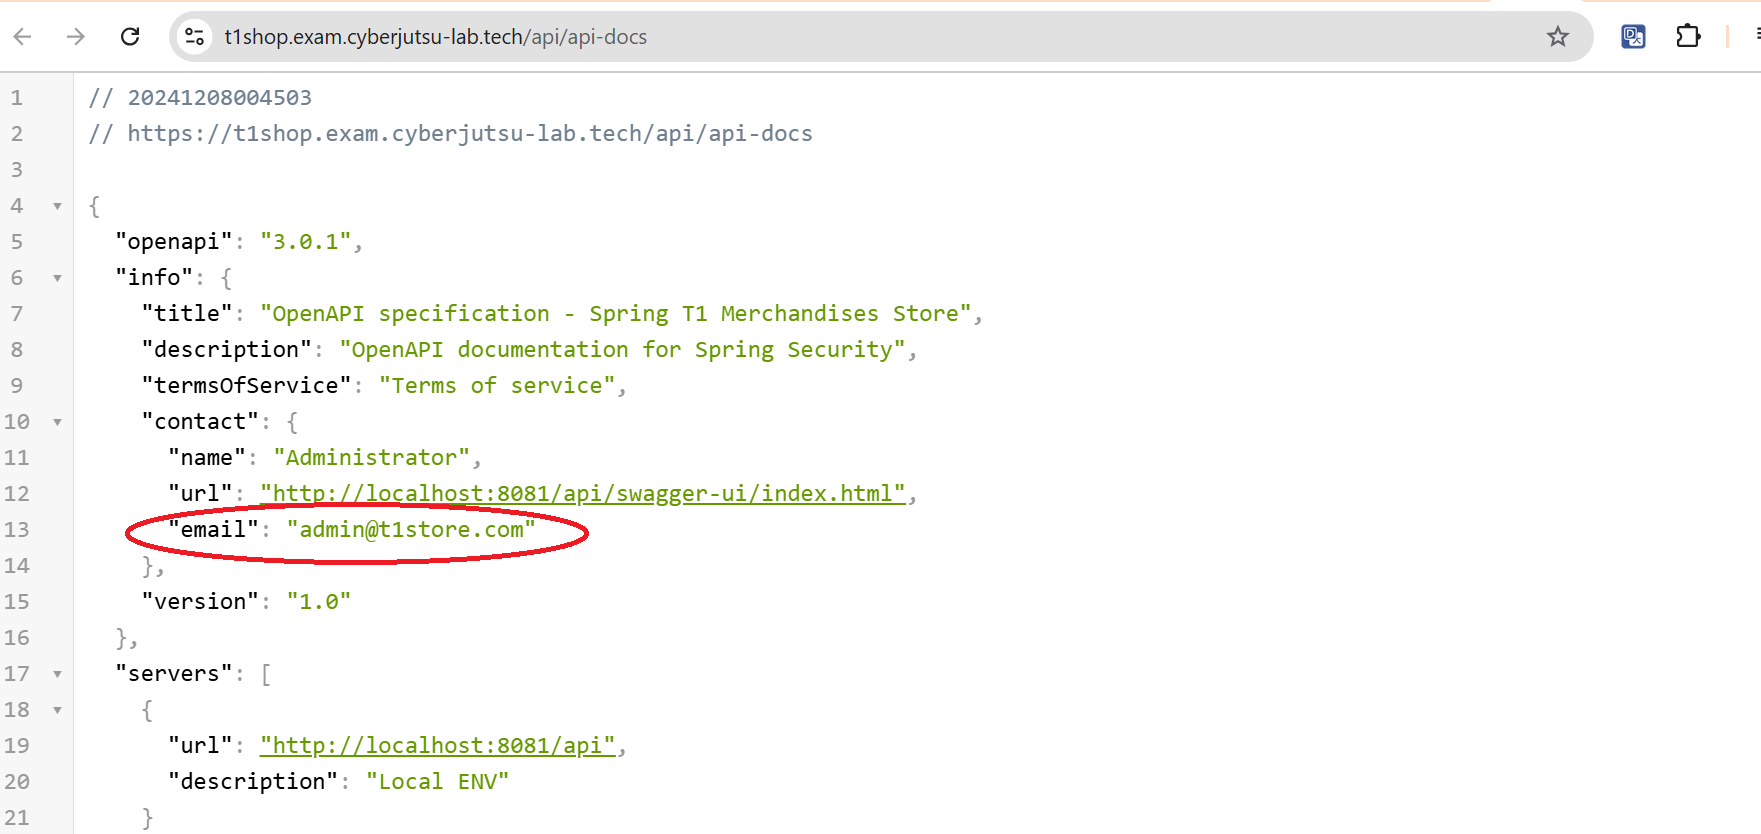 t1shop.exam.cyberjutsu-lab.tech/api/api-docs
1 // 20241208004503
2 // https://t1shop.exam.cyberjutsu-lab.tech/api/api-docs
3
4 {
5 "openapi": "3.0.1",
6 "info": {
7 "title": "OpenAPI specification - Spring T1 Merchandises Store",
8 "description": "OpenAPI documentation for Spring Security",
9 "termsOfService": "Terms of service",
10 "contact": {
11 "name": "Administrator",
12 "url": "http://localhost:8081/api/swagger-ui/index.html",
13 "email": "admin@t1store.com"
14 },
15 "version": "1.0"
16 },
17 "servers": [
18 {
19 "url": "http://localhost:8081/api",
20 "description": "Local ENV"
21 }